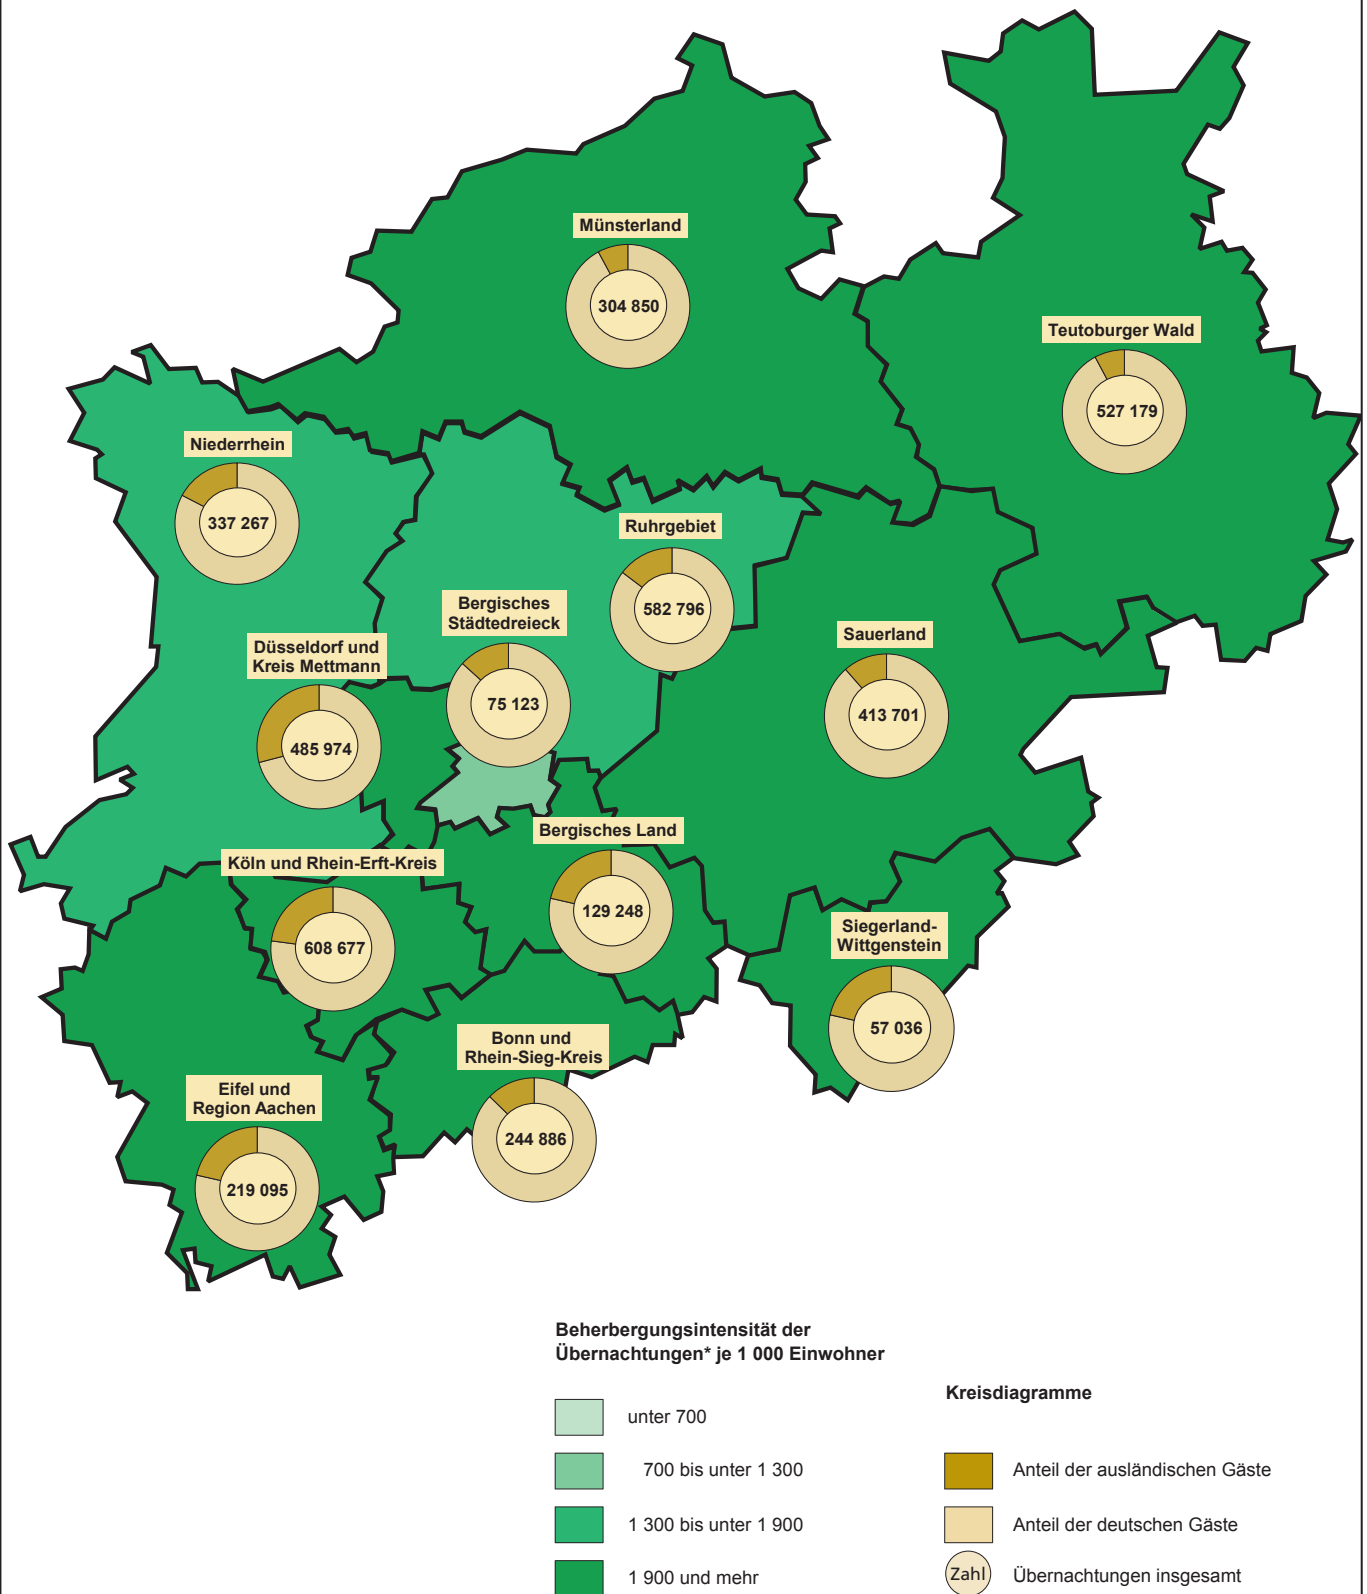 Münsterland
304 850
Teutoburger Wald
527 179
Niederrhein
337 267
Ruhrgebiet
582 796
Bergisches
Städtedreieck
75 123
Sauerland
413 701
Düsseldorf und
Kreis Mettmann
485 974
Bergisches Land
129 248
Köln und Rhein-Erft-Kreis
608 677
Siegerland-
Wittgenstein
57 036
Bonn und
Rhein-Sieg-Kreis
244 886
Eifel und
Region Aachen
219 095
Beherbergungsintensität der
Übernachtungen* je 1 000 Einwohner
unter 700
700 bis unter 1 300
1 300 bis unter 1 900
1 900 und mehr
Kreisdiagramme
Anteil der ausländischen Gäste
Anteil der deutschen Gäste
Zahl Übernachtungen insgesamt